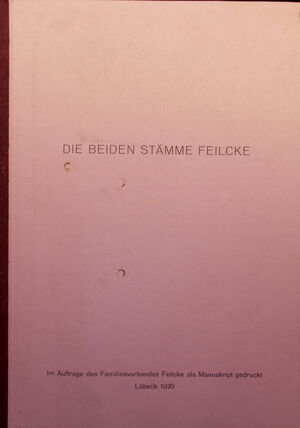 DIE BEIDEN STÄMME FEILCKE
Im Auftrage des Familienverbandes Feilcke als Manuskript gedruckt
Lübeck 1970